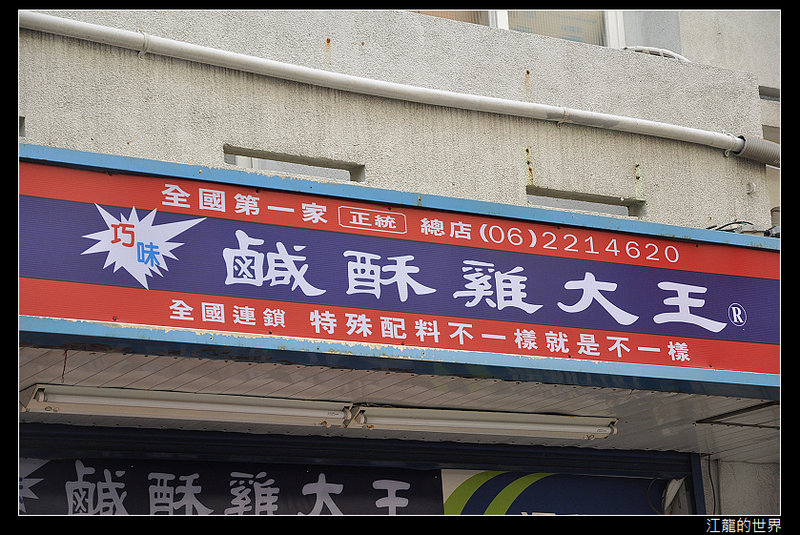 全國第一家 正統 總店(06)2214620
巧味
鹹酥雞大王®
全國連鎖 特殊配料不一樣就是不一樣
鹹酥雞大王
江龍的世界